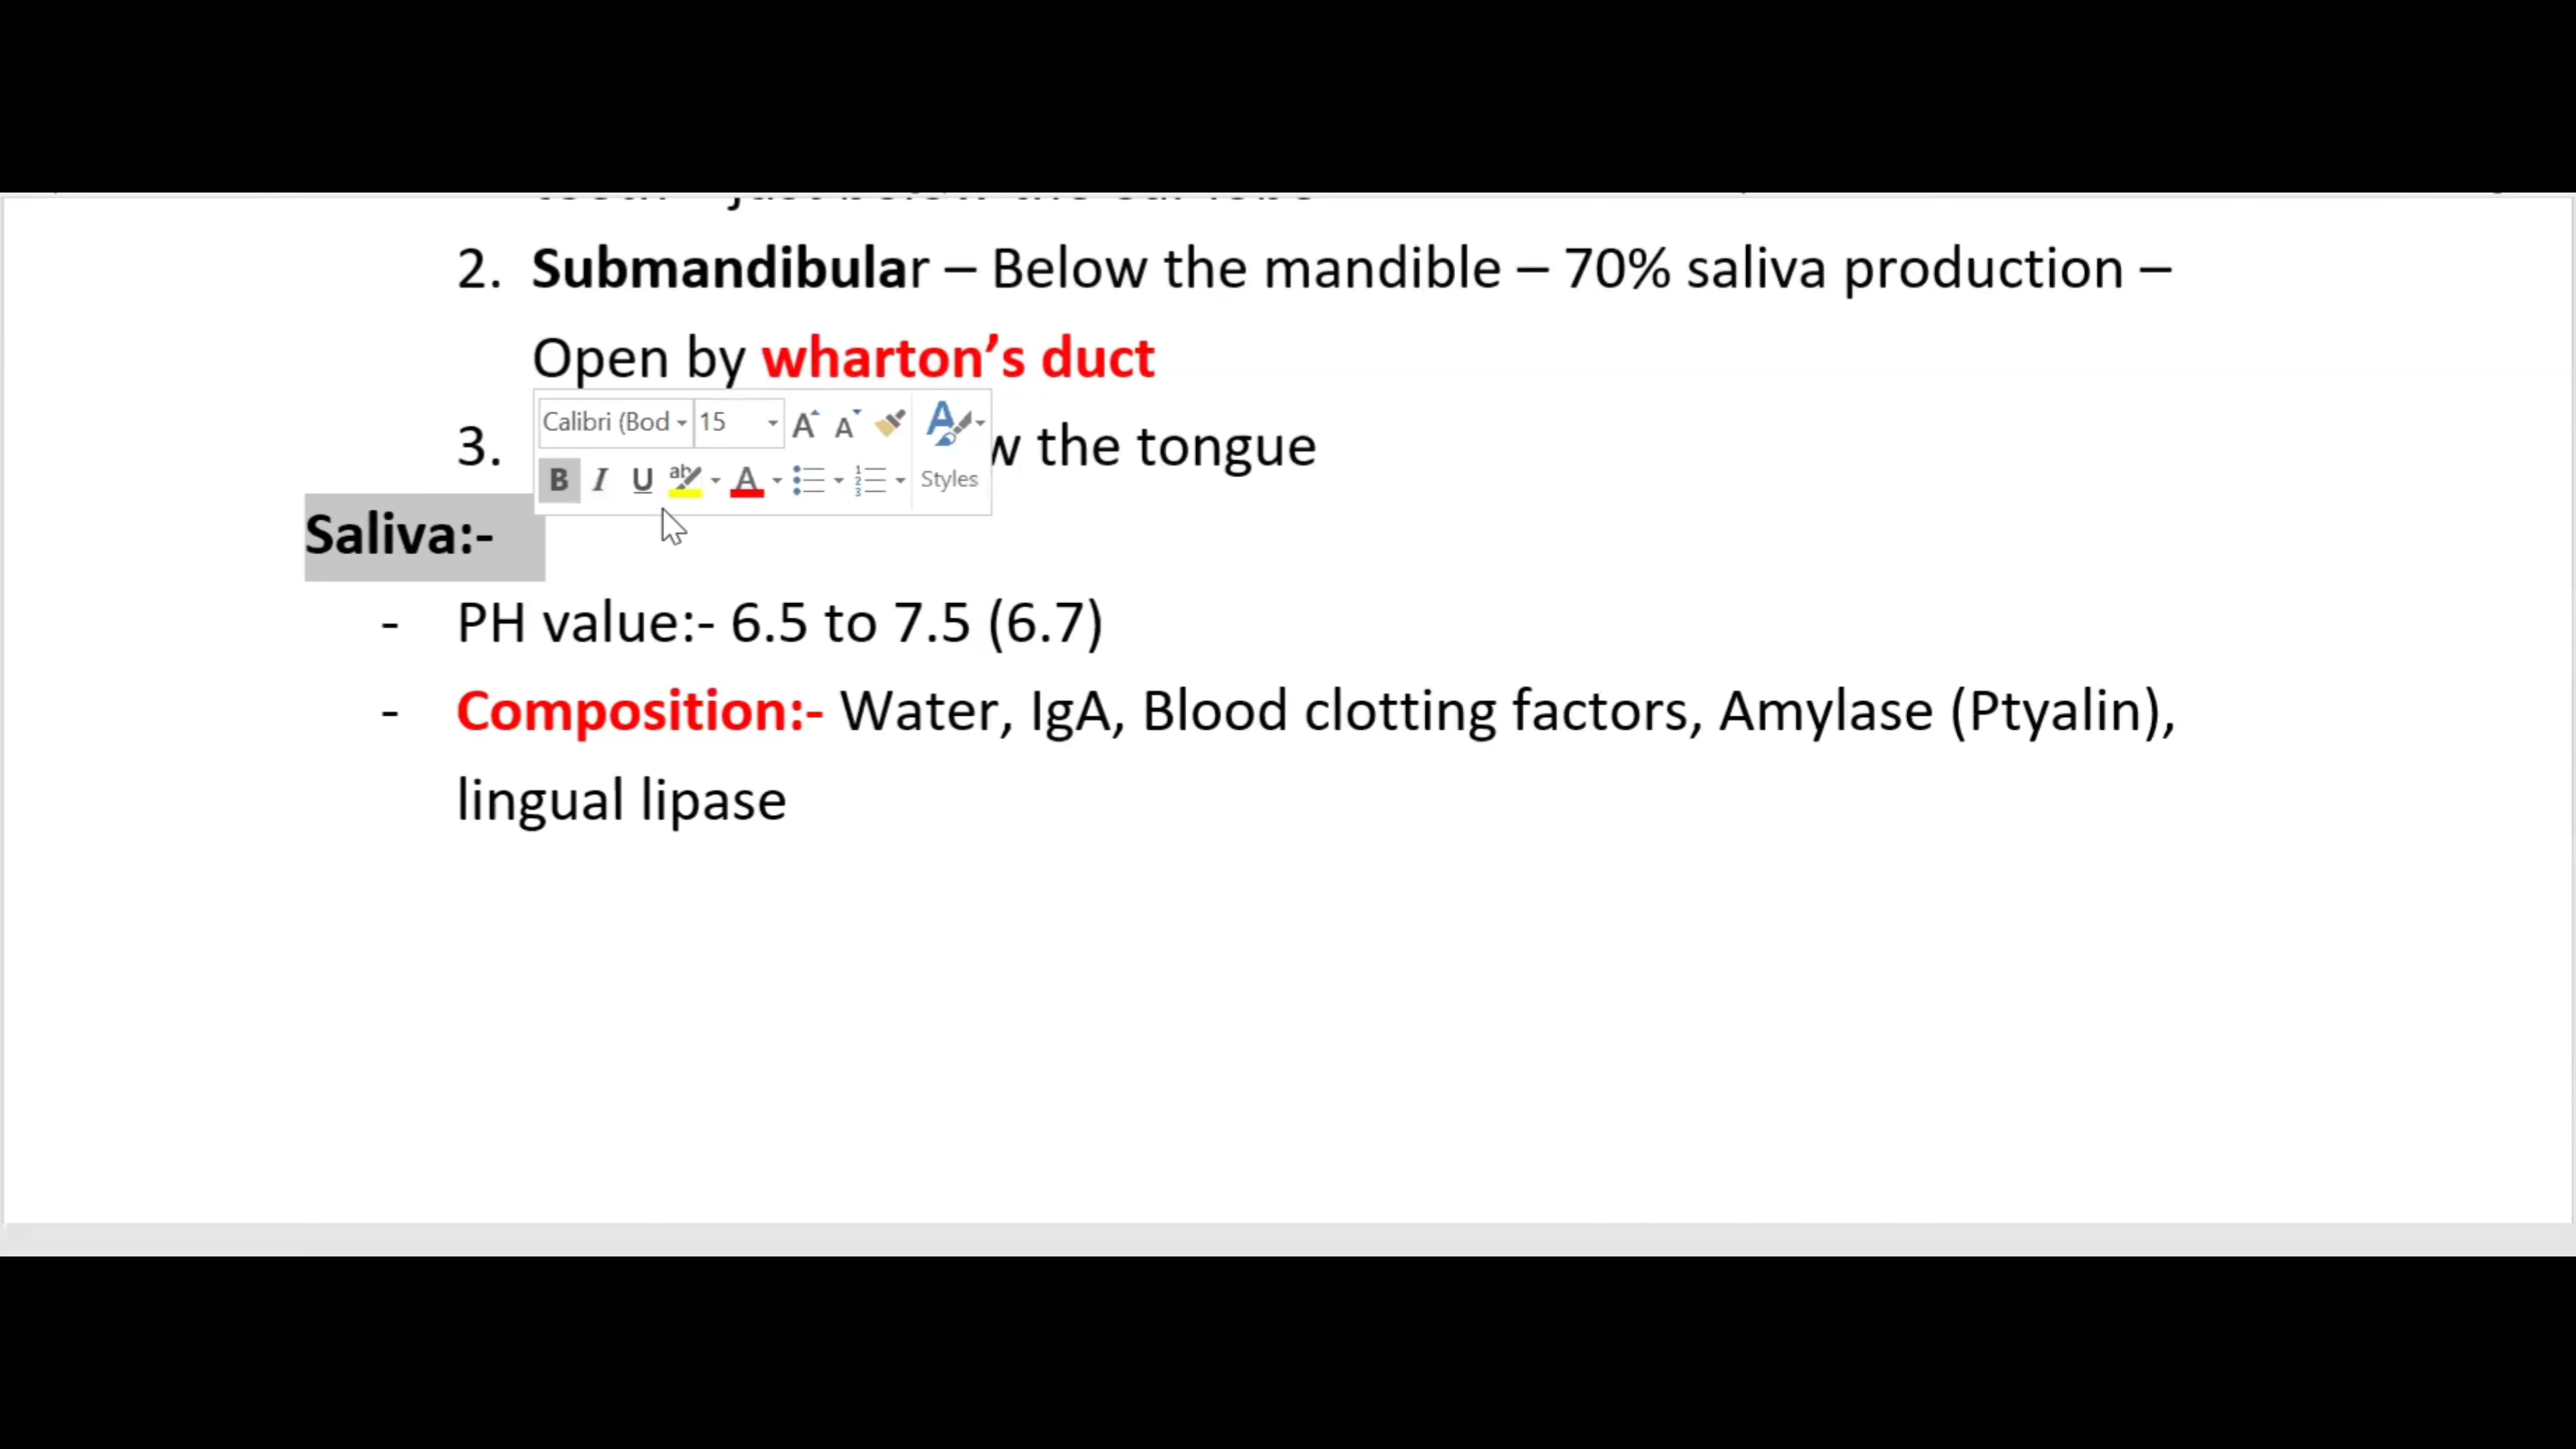 2. Submandibular – Below the mandible – 70% saliva production –
Open by wharton's duct
Calibri (Bod 15
3. w the tongue
Styles
Saliva:-
- PH value:- 6.5 to 7.5 (6.7)
- Composition:- Water, IgA, Blood clotting factors, Amylase (Ptyalin),
lingual lipase